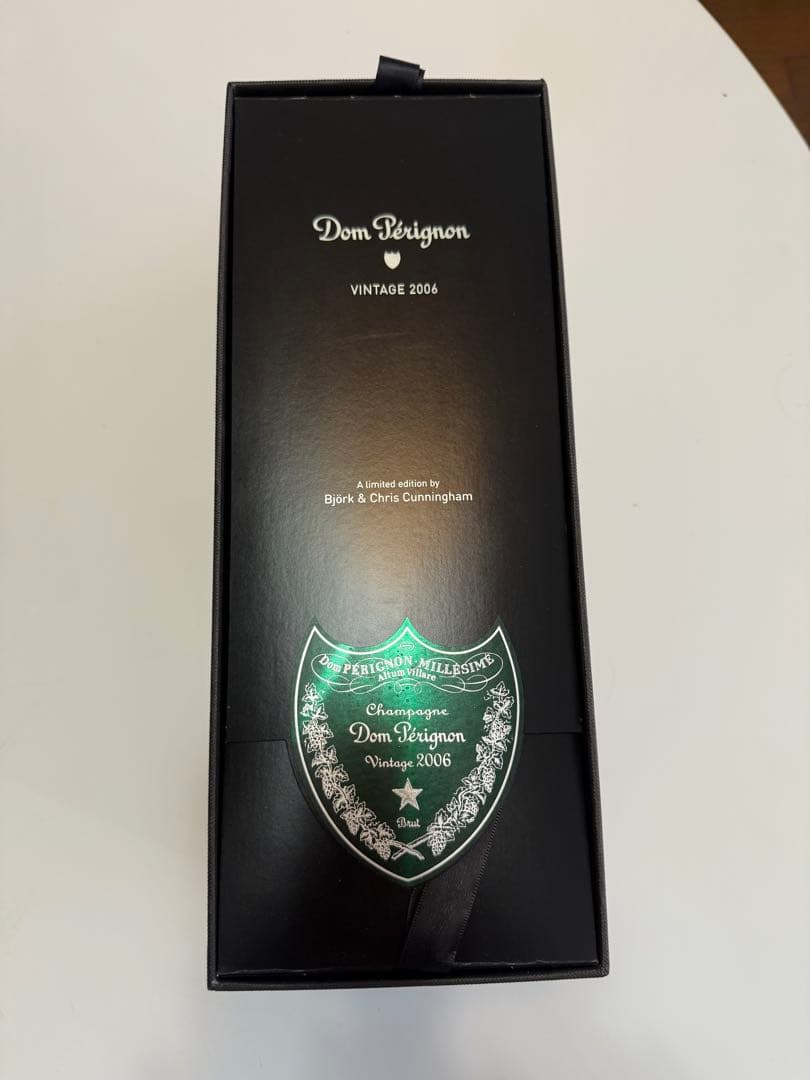 Dom Pérignon
VINTAGE 2006
A limited edition by
Björk & Chris Cunningham
Dom PÉRIGNON - MILLÉSIMÉ
Altum Villare
Champagne
Dom Pérignon
Vintage 2006
Brut